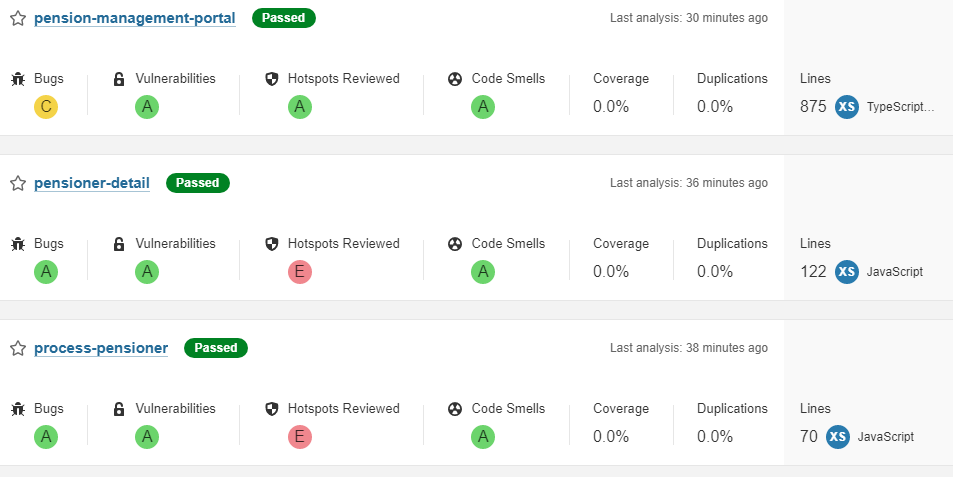 pension-management-portal Passed Last analysis: 30 minutes ago
Bugs Vulnerabilities Hotspots Reviewed Code Smells Coverage Duplications Lines
C A A A 0.0% 0.0% 875 XS TypeScript...
pensioner-detail Passed Last analysis: 36 minutes ago
Bugs Vulnerabilities Hotspots Reviewed Code Smells Coverage Duplications Lines
A A E A 0.0% 0.0% 122 XS JavaScript
process-pensioner Passed Last analysis: 38 minutes ago
Bugs Vulnerabilities Hotspots Reviewed Code Smells Coverage Duplications Lines
A A E A 0.0% 0.0% 70 XS JavaScript